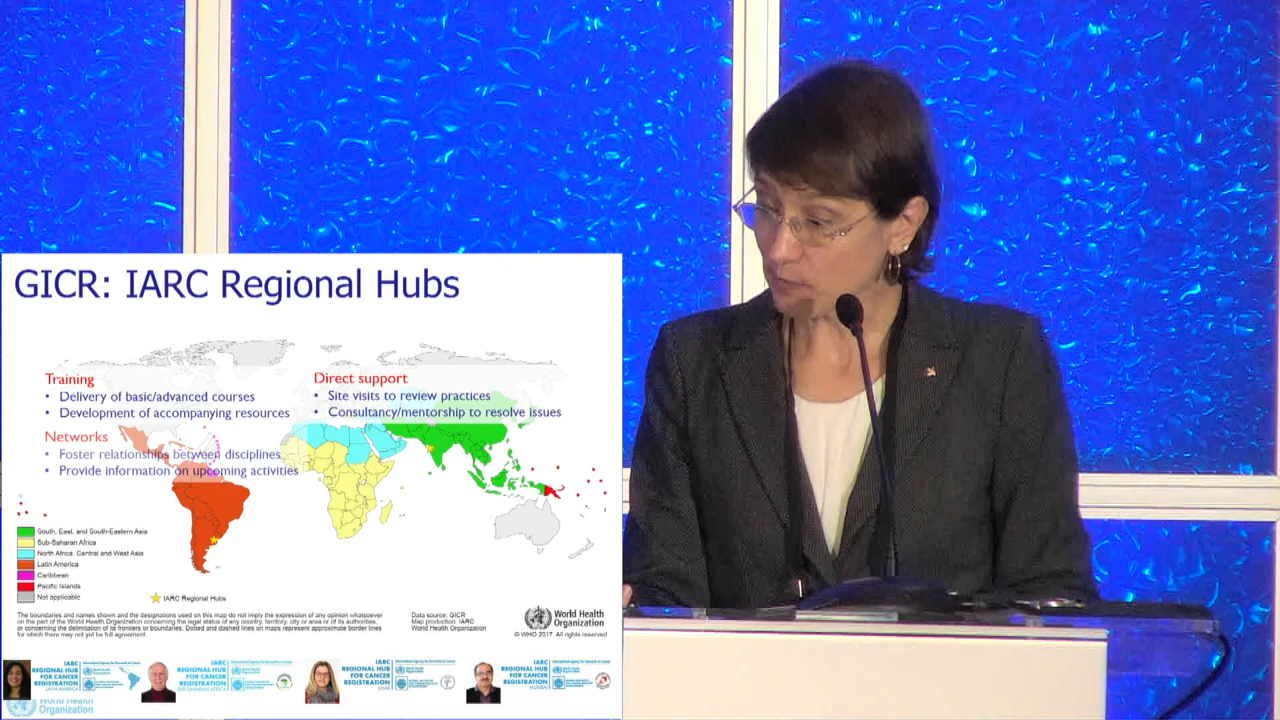 GICR: IARC Regional Hubs
Training
• Delivery of basic/advanced courses
• Development of accompanying resources
Networks
• Foster relationships between disciplines
• Provide information on upcoming activities
Direct support
• Site visits to review practices
• Consultancy/mentorship to resolve issues
South, East, and South-Eastern Asia
Sub-Saharan Africa
North Africa, Central and West Asia
Latin America
Caribbean
Pacific Islands
Not applicable
IARC Regional Hubs
The boundaries and names shown and the designations used on this map do not imply the expression of any opinion whatsoever
on the part of the World Health Organization concerning the legal status of any country, territory, city or area or of its authorities,
or concerning the delimitation of its frontiers or boundaries. Dotted and dashed lines on maps represent approximate border lines
for which there may not yet be full agreement.
Data source: GICR
Map production: IARC
World Health Organization
World Health
Organization
© WHO 2017. All rights reserved
IARC
REGIONAL HUB
FOR CANCER
REGISTRATION
LATIN AMERICA
IARC
REGIONAL HUB
FOR CANCER
REGISTRATION
SUB-SAHARAN AFRICA
IARC
REGIONAL HUB
FOR CANCER
REGISTRATION
IZMIR
IARC
REGIONAL HUB
FOR CANCER
REGISTRATION
MUMBAI
World Health
Organization